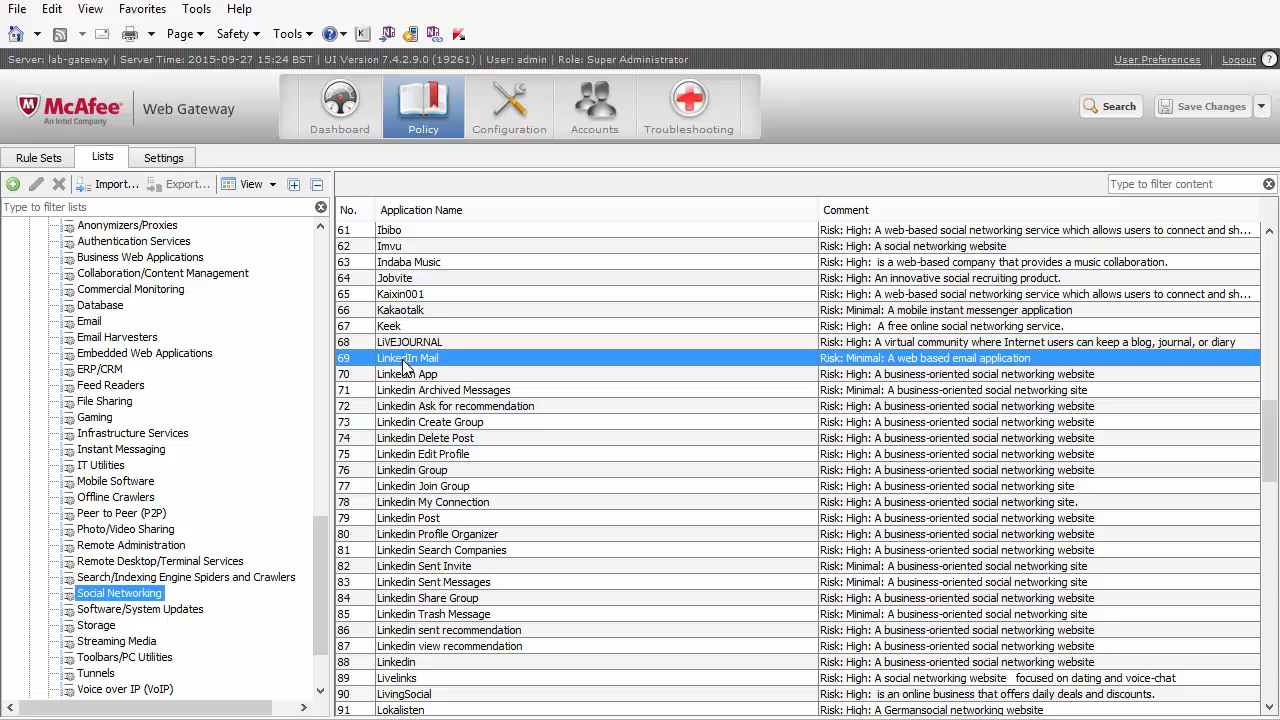 File Edit View Favorites Tools Help
Page Safety Tools
Server: lab-gateway | Server Time: 2015-09-27 15:24 BST | UI Version 7.4.2.9.0 (19261) | User: admin | Role: Super Administrator User Preferences Logout
McAfee An Intel Company Web Gateway
Dashboard Policy Configuration Accounts Troubleshooting Search Save Changes
Rule Sets Lists Settings
Import... Export... View Type to filter content
Type to filter lists
No. Application Name Comment
Anonymizers/Proxies
Authentication Services
Business Web Applications
Collaboration/Content Management
Commercial Monitoring
Database
Email
Email Harvesters
Embedded Web Applications
ERP/CRM
Feed Readers
File Sharing
Gaming
Infrastructure Services
Instant Messaging
IT Utilities
Mobile Software
Offline Crawlers
Peer to Peer (P2P)
Photo/Video Sharing
Remote Administration
Remote Desktop/Terminal Services
Search/Indexing Engine Spiders and Crawlers
Social Networking
Software/System Updates
Storage
Streaming Media
Toolbars/PC Utilities
Tunnels
Voice over IP (VoIP)
61 Ibibo Risk: High: A web-based social networking service which allows users to connect and sh...
62 Imvu Risk: High: A social networking website
63 Indaba Music Risk: High: is a web-based company that provides a music collaboration.
64 Jobvite Risk: High: An innovative social recruiting product.
65 Kaixin001 Risk: High: A web-based social networking service which allows users to connect and sh...
66 Kakaotalk Risk: Minimal: A mobile instant messenger application
67 Keek Risk: High: A free online social networking service.
68 LiVEJOURNAL Risk: High: A virtual community where Internet users can keep a blog, journal, or diary
69 LinkedIn Mail Risk: Minimal: A web based email application
70 Linkedin App Risk: High: A business-oriented social networking website
71 Linkedin Archived Messages Risk: Minimal: A business-oriented social networking site
72 Linkedin Ask for recommendation Risk: High: A business-oriented social networking website
73 Linkedin Create Group Risk: High: A business-oriented social networking website
74 Linkedin Delete Post Risk: High: A business-oriented social networking website
75 Linkedin Edit Profile Risk: High: A business-oriented social networking website
76 Linkedin Group Risk: High: A business-oriented social networking website
77 Linkedin Join Group Risk: High: A business-oriented social networking site
78 Linkedin My Connection Risk: High: A business-oriented social networking site.
79 Linkedin Post Risk: High: A business-oriented social networking website
80 Linkedin Profile Organizer Risk: High: A business-oriented social networking website
81 Linkedin Search Companies Risk: High: A business-oriented social networking website
82 Linkedin Sent Invite Risk: Minimal: A business-oriented social networking site
83 Linkedin Sent Messages Risk: Minimal: A business-oriented social networking site
84 Linkedin Share Group Risk: High: A business-oriented social networking website
85 Linkedin Trash Message Risk: Minimal: A business-oriented social networking site
86 Linkedin sent recommendation Risk: High: A business-oriented social networking website
87 Linkedin view recommendation Risk: High: A business-oriented social networking website
88 Linkedin Risk: High: A business-oriented social networking website
89 Livelinks Risk: High: A social networking website focused on dating and voice-chat
90 LivingSocial Risk: High: is an online business that offers daily deals and discounts.
91 Lokalisten Risk: High: A Germansocial networking website